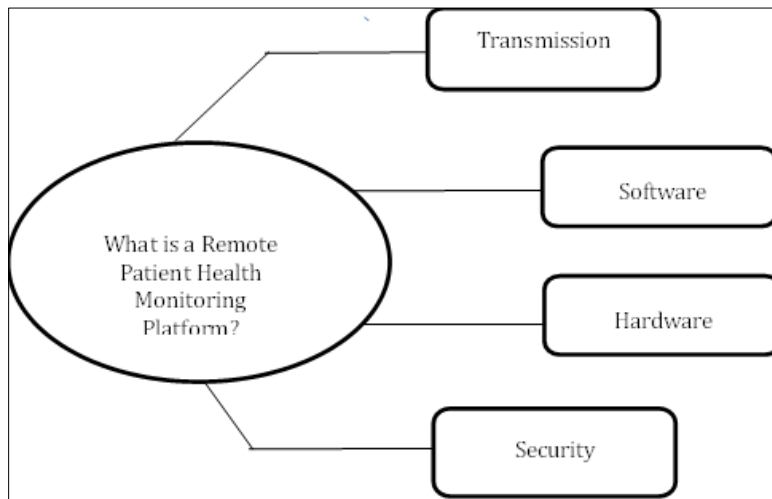 Transmission
Software
What is a Remote
Patient Health
Monitoring
Platform?
Hardware
Security